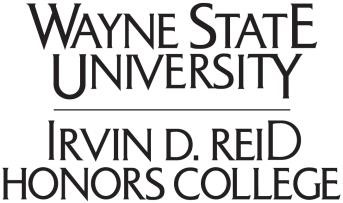 WAYNE STATE
UNIVERSITY
IRVIN D. REID
HONORS COLLEGE